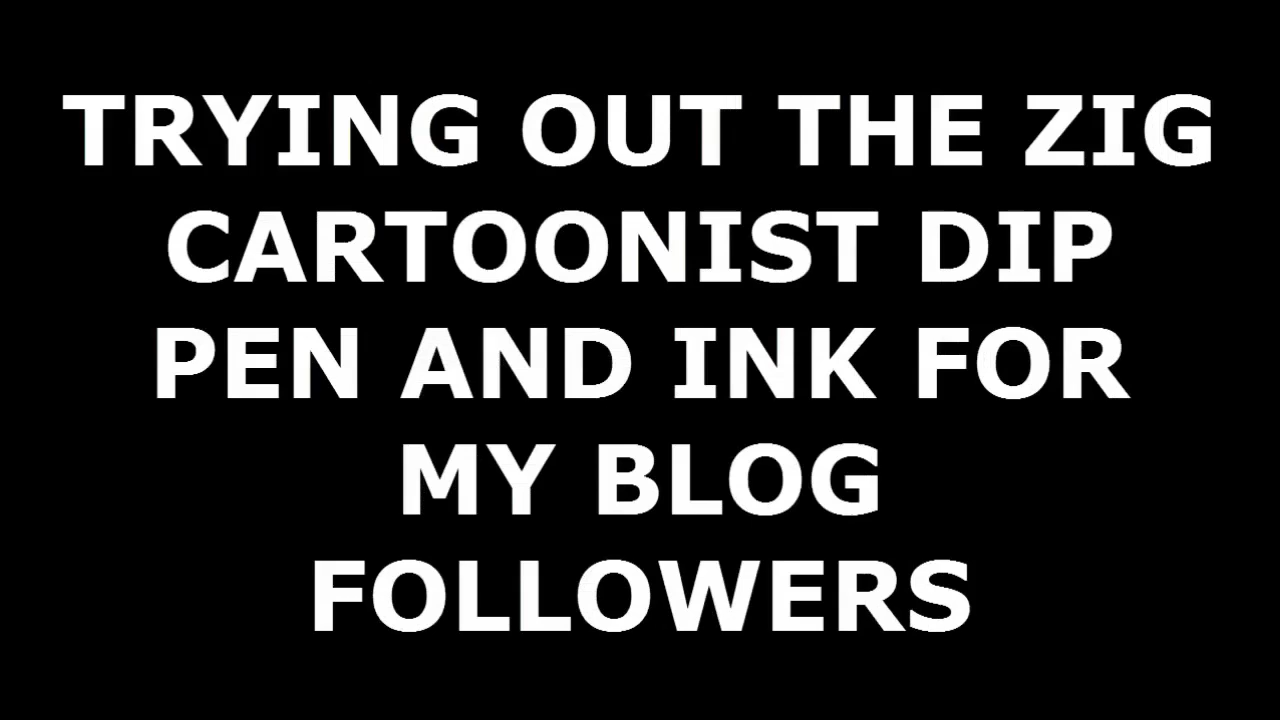 TRYING OUT THE ZIG
CARTOONIST DIP
PEN AND INK FOR
MY BLOG
FOLLOWERS